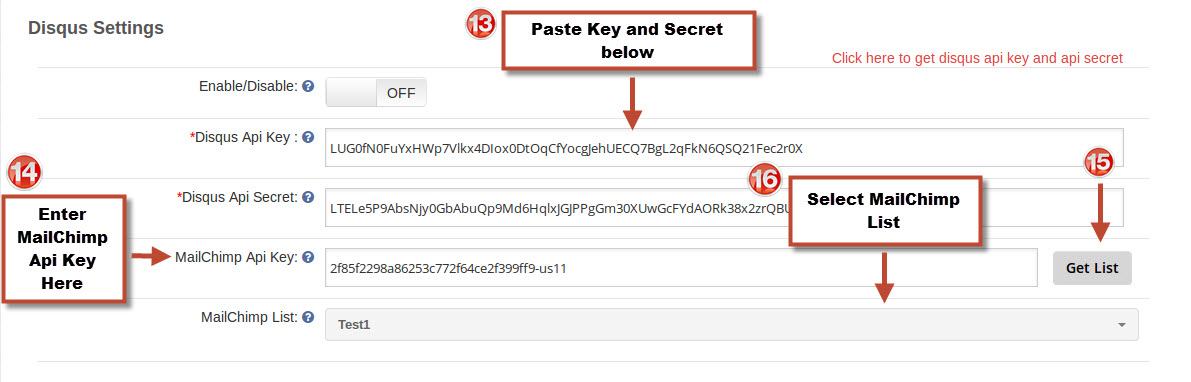 Disqus Settings
13
Paste Key and Secret
below
Click here to get disqus api key and api secret
Enable/Disable: ?
OFF
*Disqus Api Key : ?
LUG0fN0FuYxHWp7Vlkx4DIox0DtOqCfYocgJehUECQ7BgL2qFkN6QSQ21Fec2r0X
14
Enter
MailChimp
Api Key
Here
*Disqus Api Secret: ?
LTELe5P9AbsNjy0GbAbuQp9Md6HqlxJGJPPgGm30XUwGcFYdAORk38x2zrQBU
16
Select MailChimp
List
15
MailChimp Api Key: ?
2f85f2298a86253c772f64ce2f399ff9-us11
Get List
MailChimp List: ?
Test1